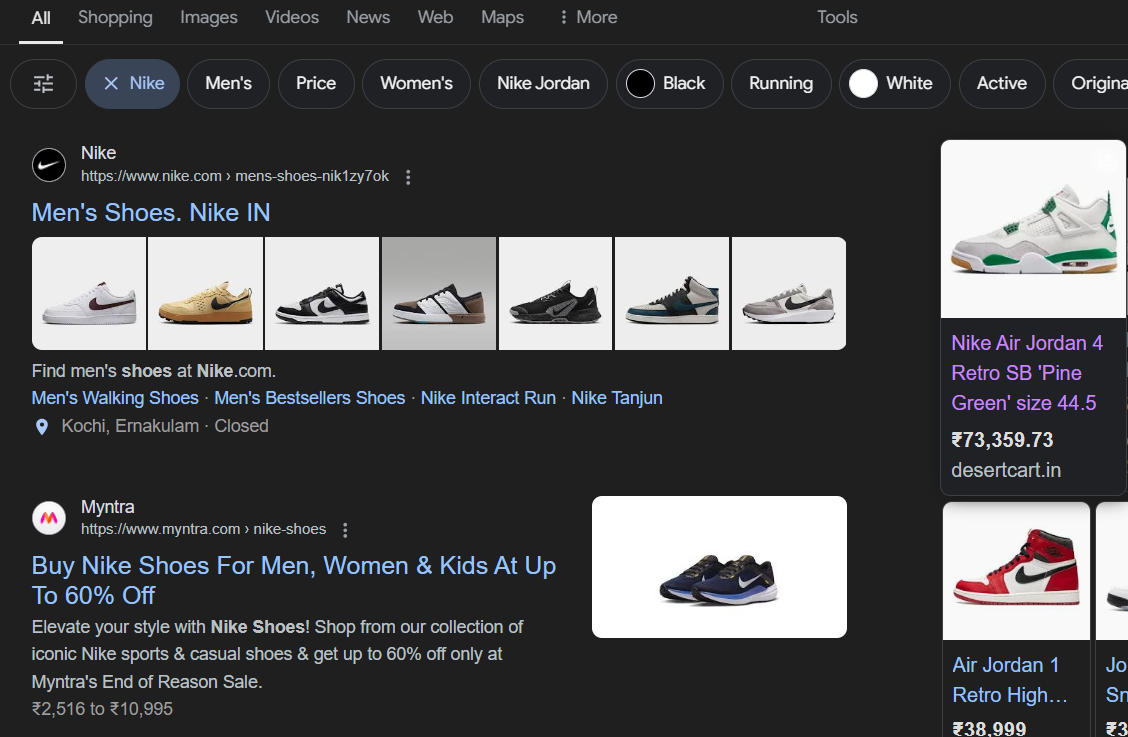 All Shopping Images Videos News Web Maps More Tools
Nike Men's Price Women's Nike Jordan Black Running White Active Origina
Nike
https://www.nike.com › mens-shoes-nik1zy7ok
Men's Shoes. Nike IN
Find men's shoes at Nike.com.
Men's Walking Shoes · Men's Bestsellers Shoes · Nike Interact Run · Nike Tanjun
Kochi, Ernakulam · Closed
Myntra
https://www.myntra.com › nike-shoes
Buy Nike Shoes For Men, Women & Kids At Up
To 60% Off
Elevate your style with Nike Shoes! Shop from our collection of
iconic Nike sports & casual shoes & get up to 60% off only at
Myntra's End of Reason Sale.
₹2,516 to ₹10,995
Nike Air Jordan 4
Retro SB 'Pine
Green' size 44.5
₹73,359.73
desertcart.in
Air Jordan 1
Retro High...
₹38,999
Jo
Sn
₹3